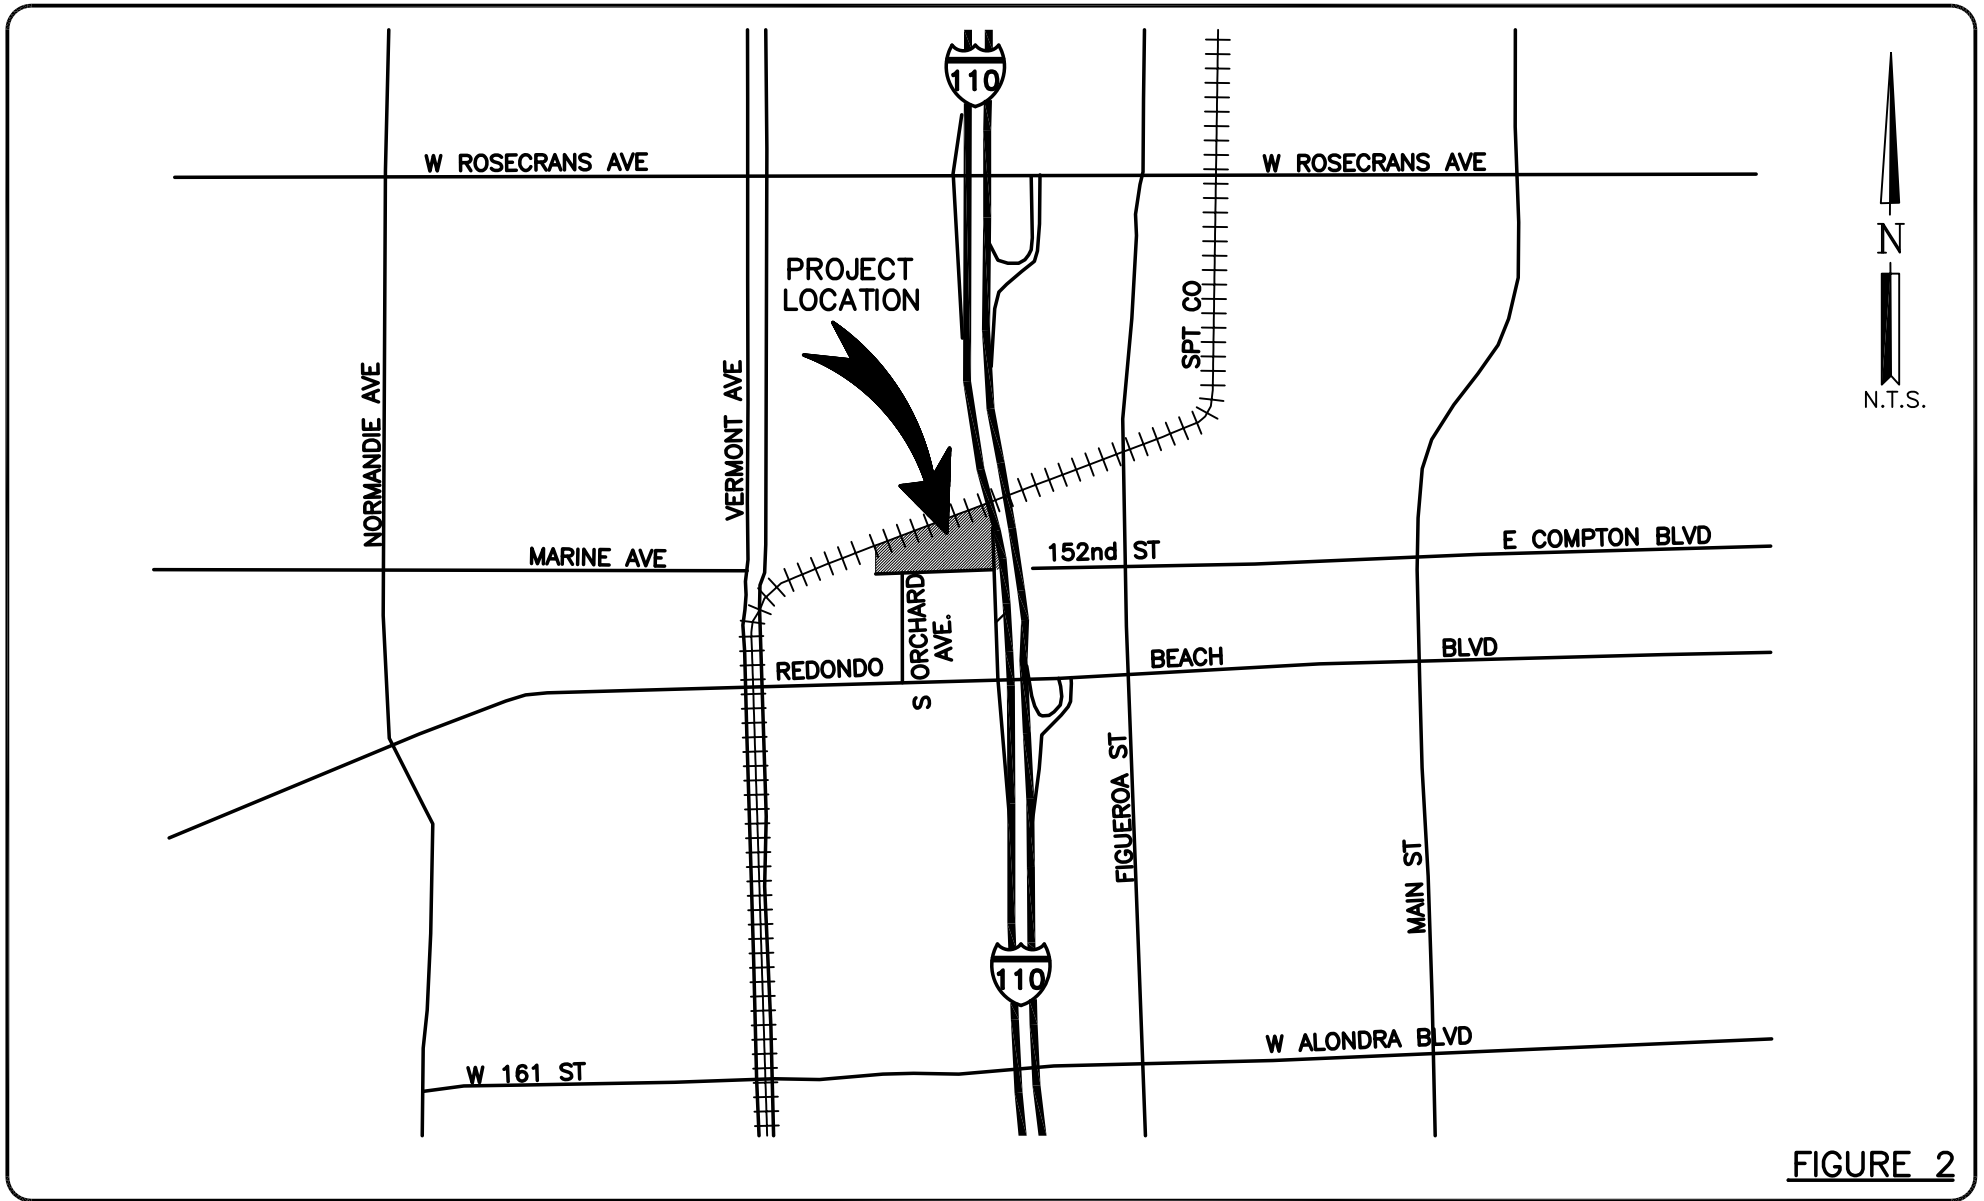 110
W ROSECRANS AVE
W ROSECRANS AVE
N
PROJECT
LOCATION
SPT CO
NORMANDIE AVE
VERMONT AVE
N.T.S.
MARINE AVE
152nd ST
E COMPTON BLVD
S ORCHARD
AVE.
REDONDO
BEACH
BLVD
FIGUEROA ST
MAIN ST
110
W 161 ST
W ALONDRA BLVD
FIGURE 2